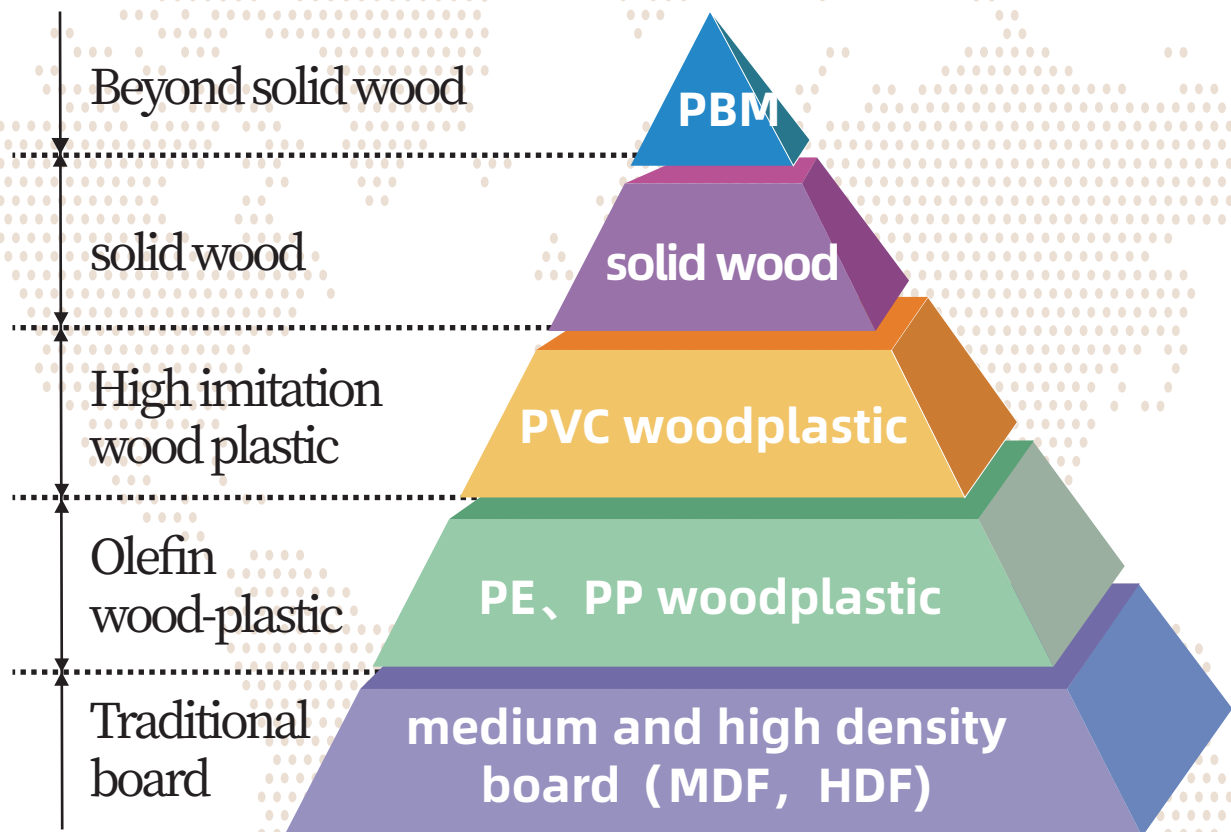 Beyond solid wood
PBM
solid wood
solid wood
High imitation
wood plastic
PVC woodplastic
Olefin
wood-plastic
PE、PP woodplastic
Traditional
board
medium and high density
board（MDF，HDF)